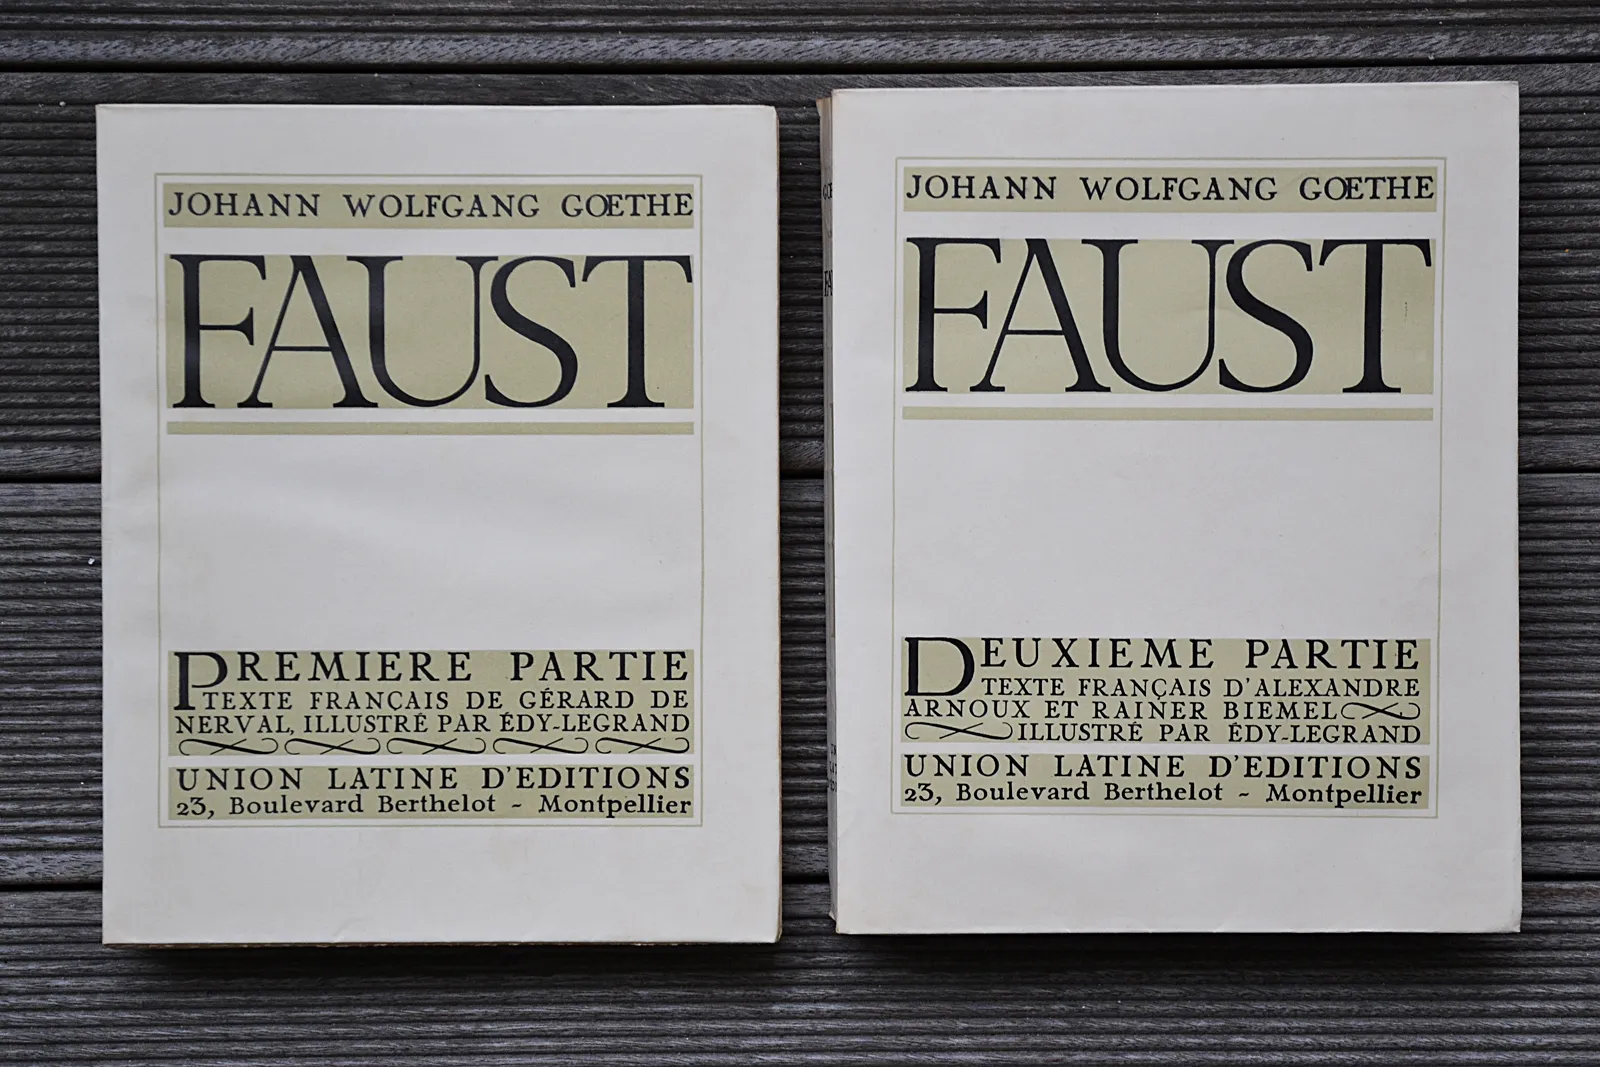 JOHANN WOLFGANG GOETHE
FAUST
PREMIERE PARTIE
TEXTE FRANÇAIS DE GÉRARD DE
NERVAL, ILLUSTRÉ PAR ÉDY-LEGRAND
UNION LATINE D'EDITIONS
23, Boulevard Berthelot - Montpellier
JOHANN WOLFGANG GOETHE
FAUST
DEUXIEME PARTIE
TEXTE FRANÇAIS D'ALEXANDRE
ARNOUX ET RAINER BIEMEL
ILLUSTRÉ PAR ÉDY-LEGRAND
UNION LATINE D'EDITIONS
23, Boulevard Berthelot - Montpellier